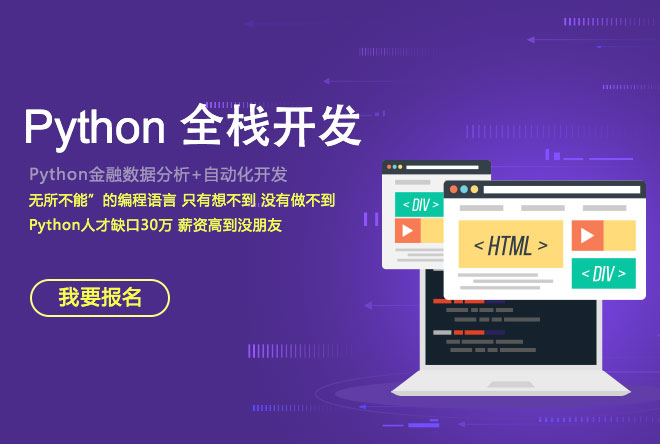 Python 全栈开发
Python金融数据分析+自动化开发
无所不能”的编程语言 只有想不到 没有做不到
Python人才缺口30万 薪资高到没朋友
我要报名
<DIV>
<HTML>
<DIV>